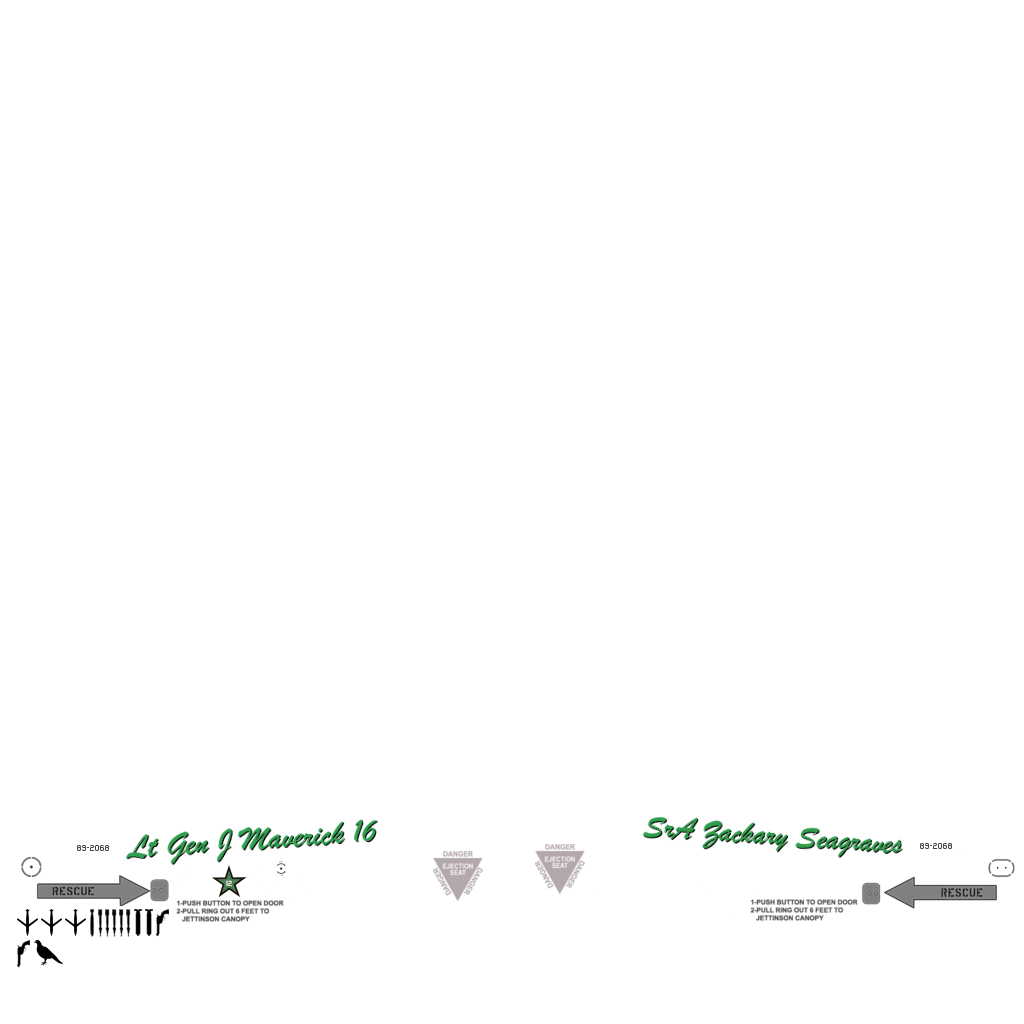 Lt Gen J Maverick 16
89-2068
RESCUE
1-PUSH BUTTON TO OPEN DOOR
2-PULL RING OUT 6 FEET TO
JETTINSON CANOPY
DANGER
EJECTION
SEAT
DANGER
DANGER
DANGER
EJECTION
SEAT
DANGER
DANGER
SrA Zackary Seagraves
89-2068
RESCUE
1-PUSH BUTTON TO OPEN DOOR
2-PULL RING OUT 6 FEET TO
JETTINSON CANOPY